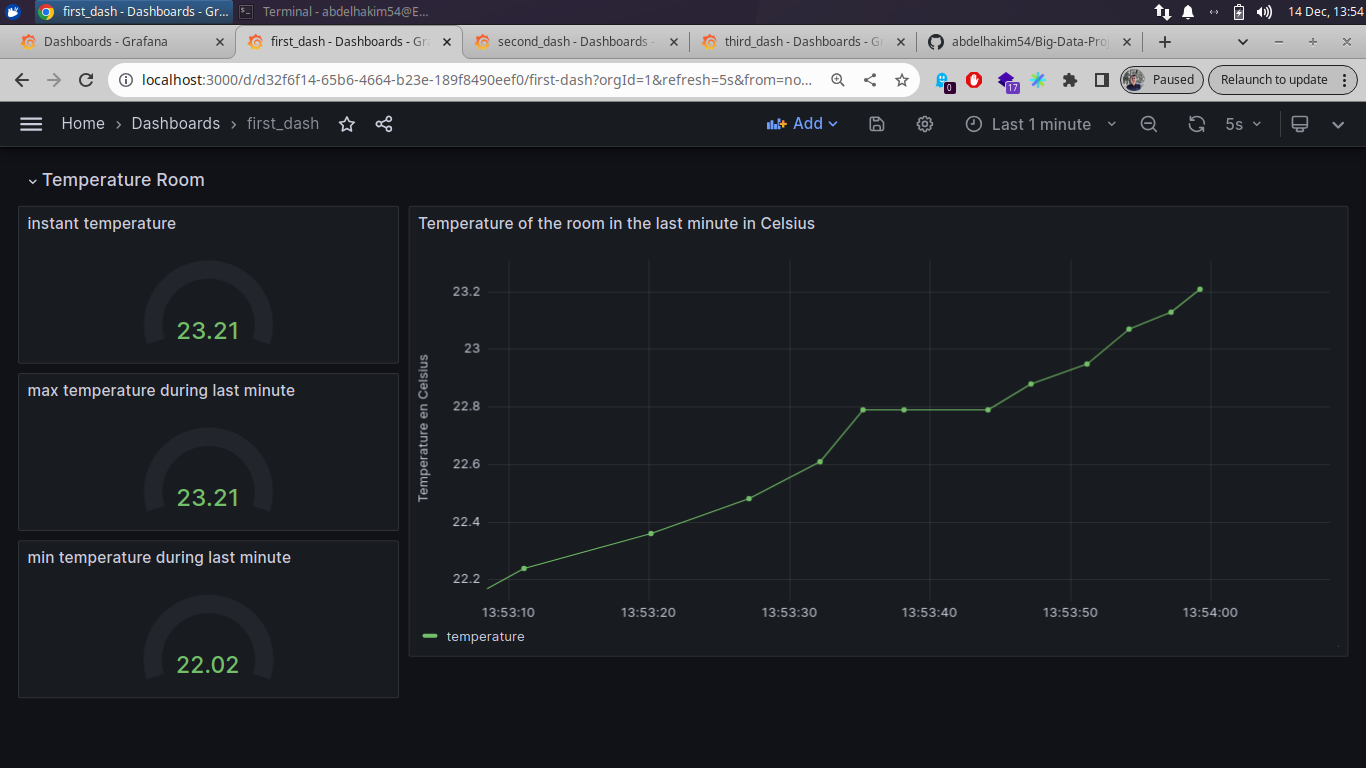 first_dash - Dashboards - Gr...
Terminal - abdelhakim54@E...
14 Dec, 13:54
Dashboards - Grafana
first_dash - Dashboards - Gr
second_dash - Dashboards -
third_dash - Dashboards - G
abdelhakim54/Big-Data-Proj
localhost:3000/d/d32f6f14-65b6-4664-b23e-189f8490eef0/first-dash?orgId=1&refresh=5s&from=no...
0
17
Paused
Relaunch to update
Home › Dashboards › first_dash
Add
Last 1 minute
5s
Temperature Room
instant temperature
23.21
max temperature during last minute
23.21
min temperature during last minute
22.02
Temperature of the room in the last minute in Celsius
Temperature en Celsius
23.2
23
22.8
22.6
22.4
22.2
13:53:10 13:53:20 13:53:30 13:53:40 13:53:50 13:54:00
temperature